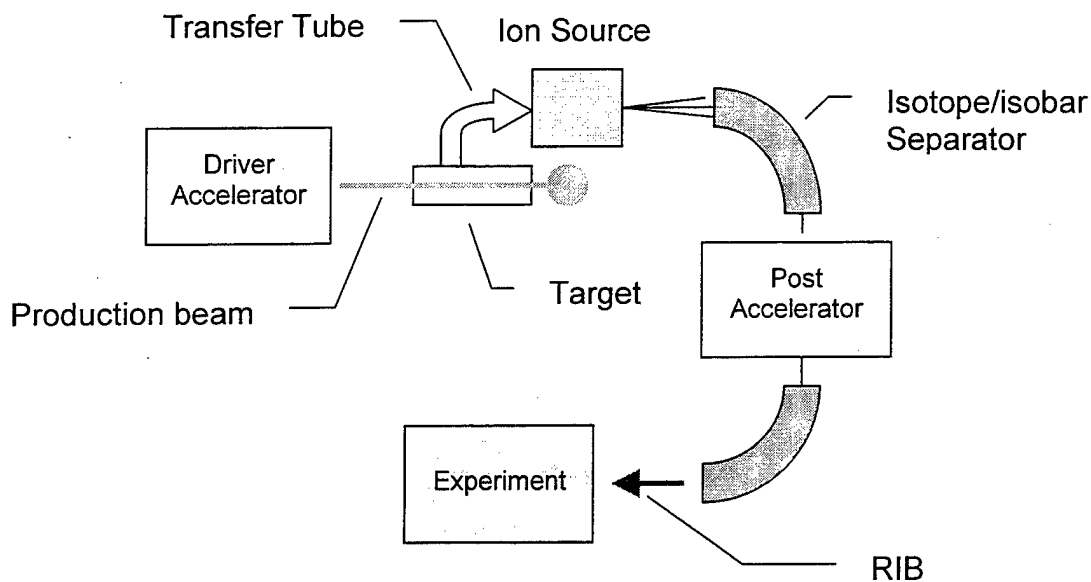 Transfer Tube
Ion Source
Isotope/isobar
Separator
Driver
Accelerator
Production beam
Target
Post
Accelerator
Experiment
RIB